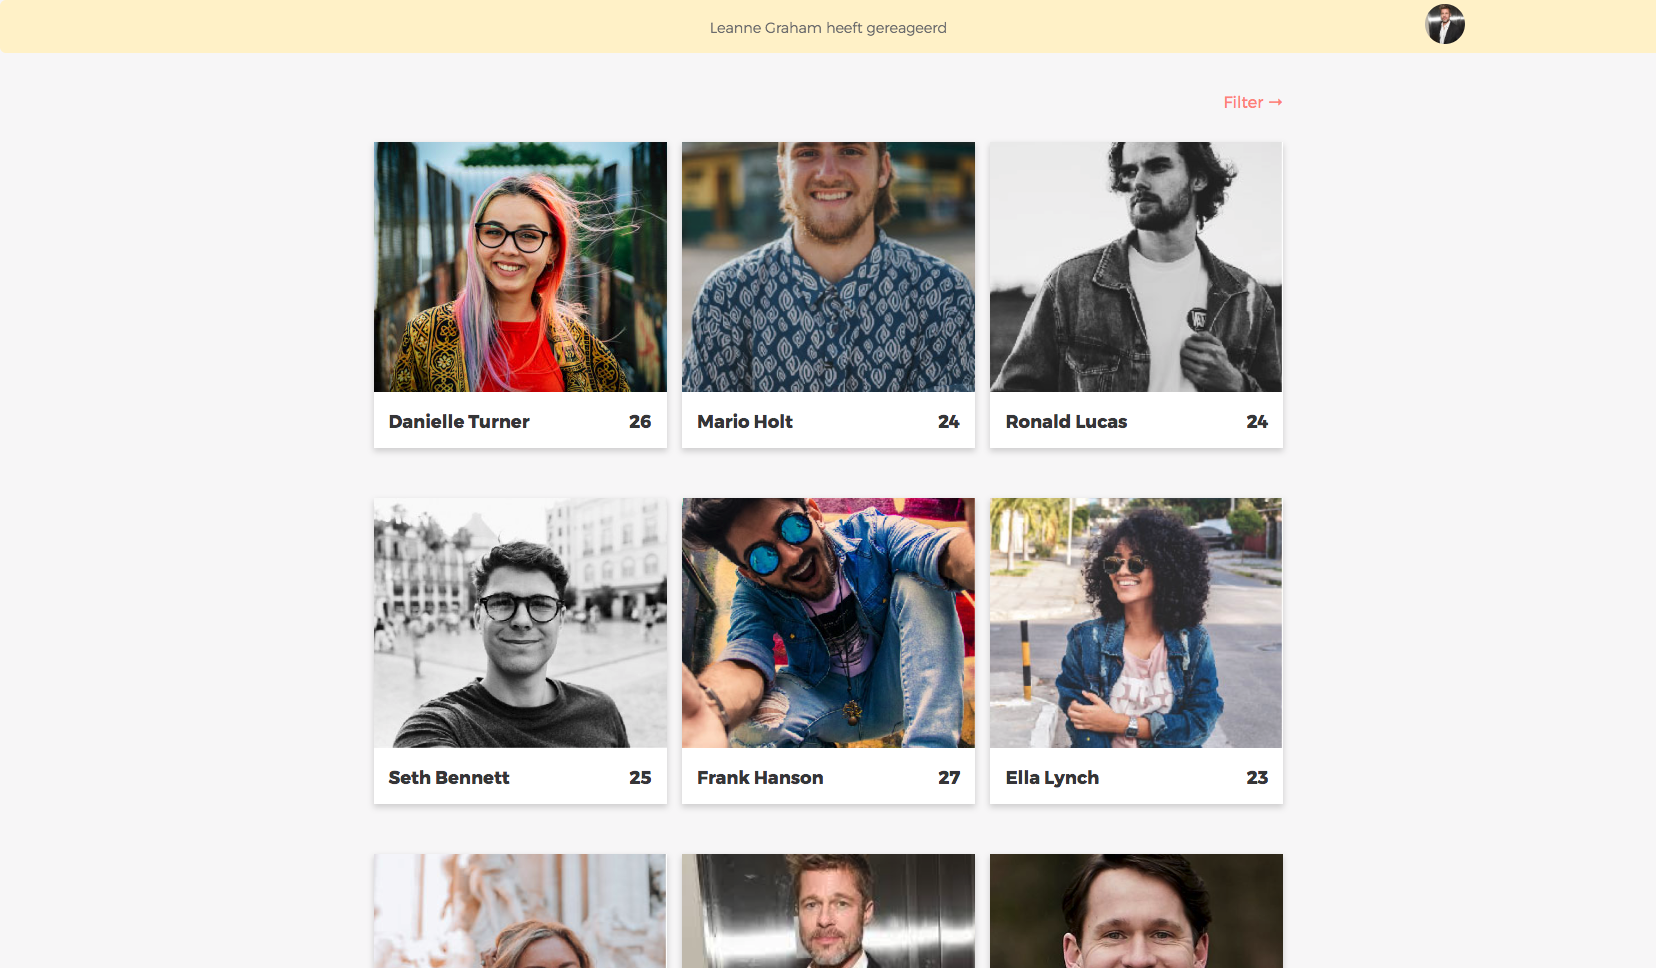 Leanne Graham heeft gereageerd
Filter →
Danielle Turner 26
Mario Holt 24
Ronald Lucas 24
Seth Bennett 25
Frank Hanson 27
Ella Lynch 23